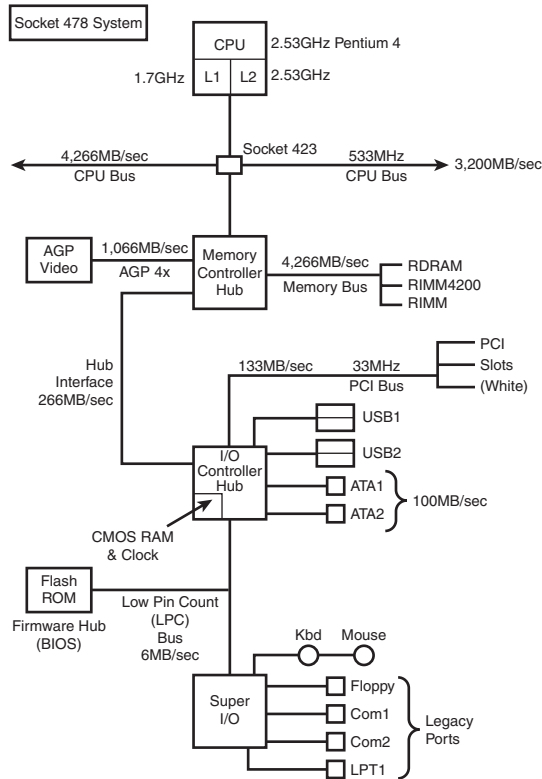 Socket 478 System
CPU
2.53GHz Pentium 4
1.7GHz
L1
L2
2.53GHz
Socket 423
4,266MB/sec
CPU Bus
533MHz
CPU Bus
3,200MB/sec
AGP
Video
1,066MB/sec
AGP 4x
Memory
Controller
Hub
4,266MB/sec
Memory Bus
RDRAM
RIMM4200
RIMM
Hub
Interface
266MB/sec
133MB/sec
33MHz
PCI Bus
PCI
Slots
(White)
USB1
USB2
I/O
Controller
Hub
ATA1
ATA2
100MB/sec
CMOS RAM
& Clock
Flash
ROM
Firmware Hub
(BIOS)
Low Pin Count
(LPC)
Bus
6MB/sec
Kbd
Mouse
Super
I/O
Floppy
Com1
Com2
LPT1
Legacy
Ports